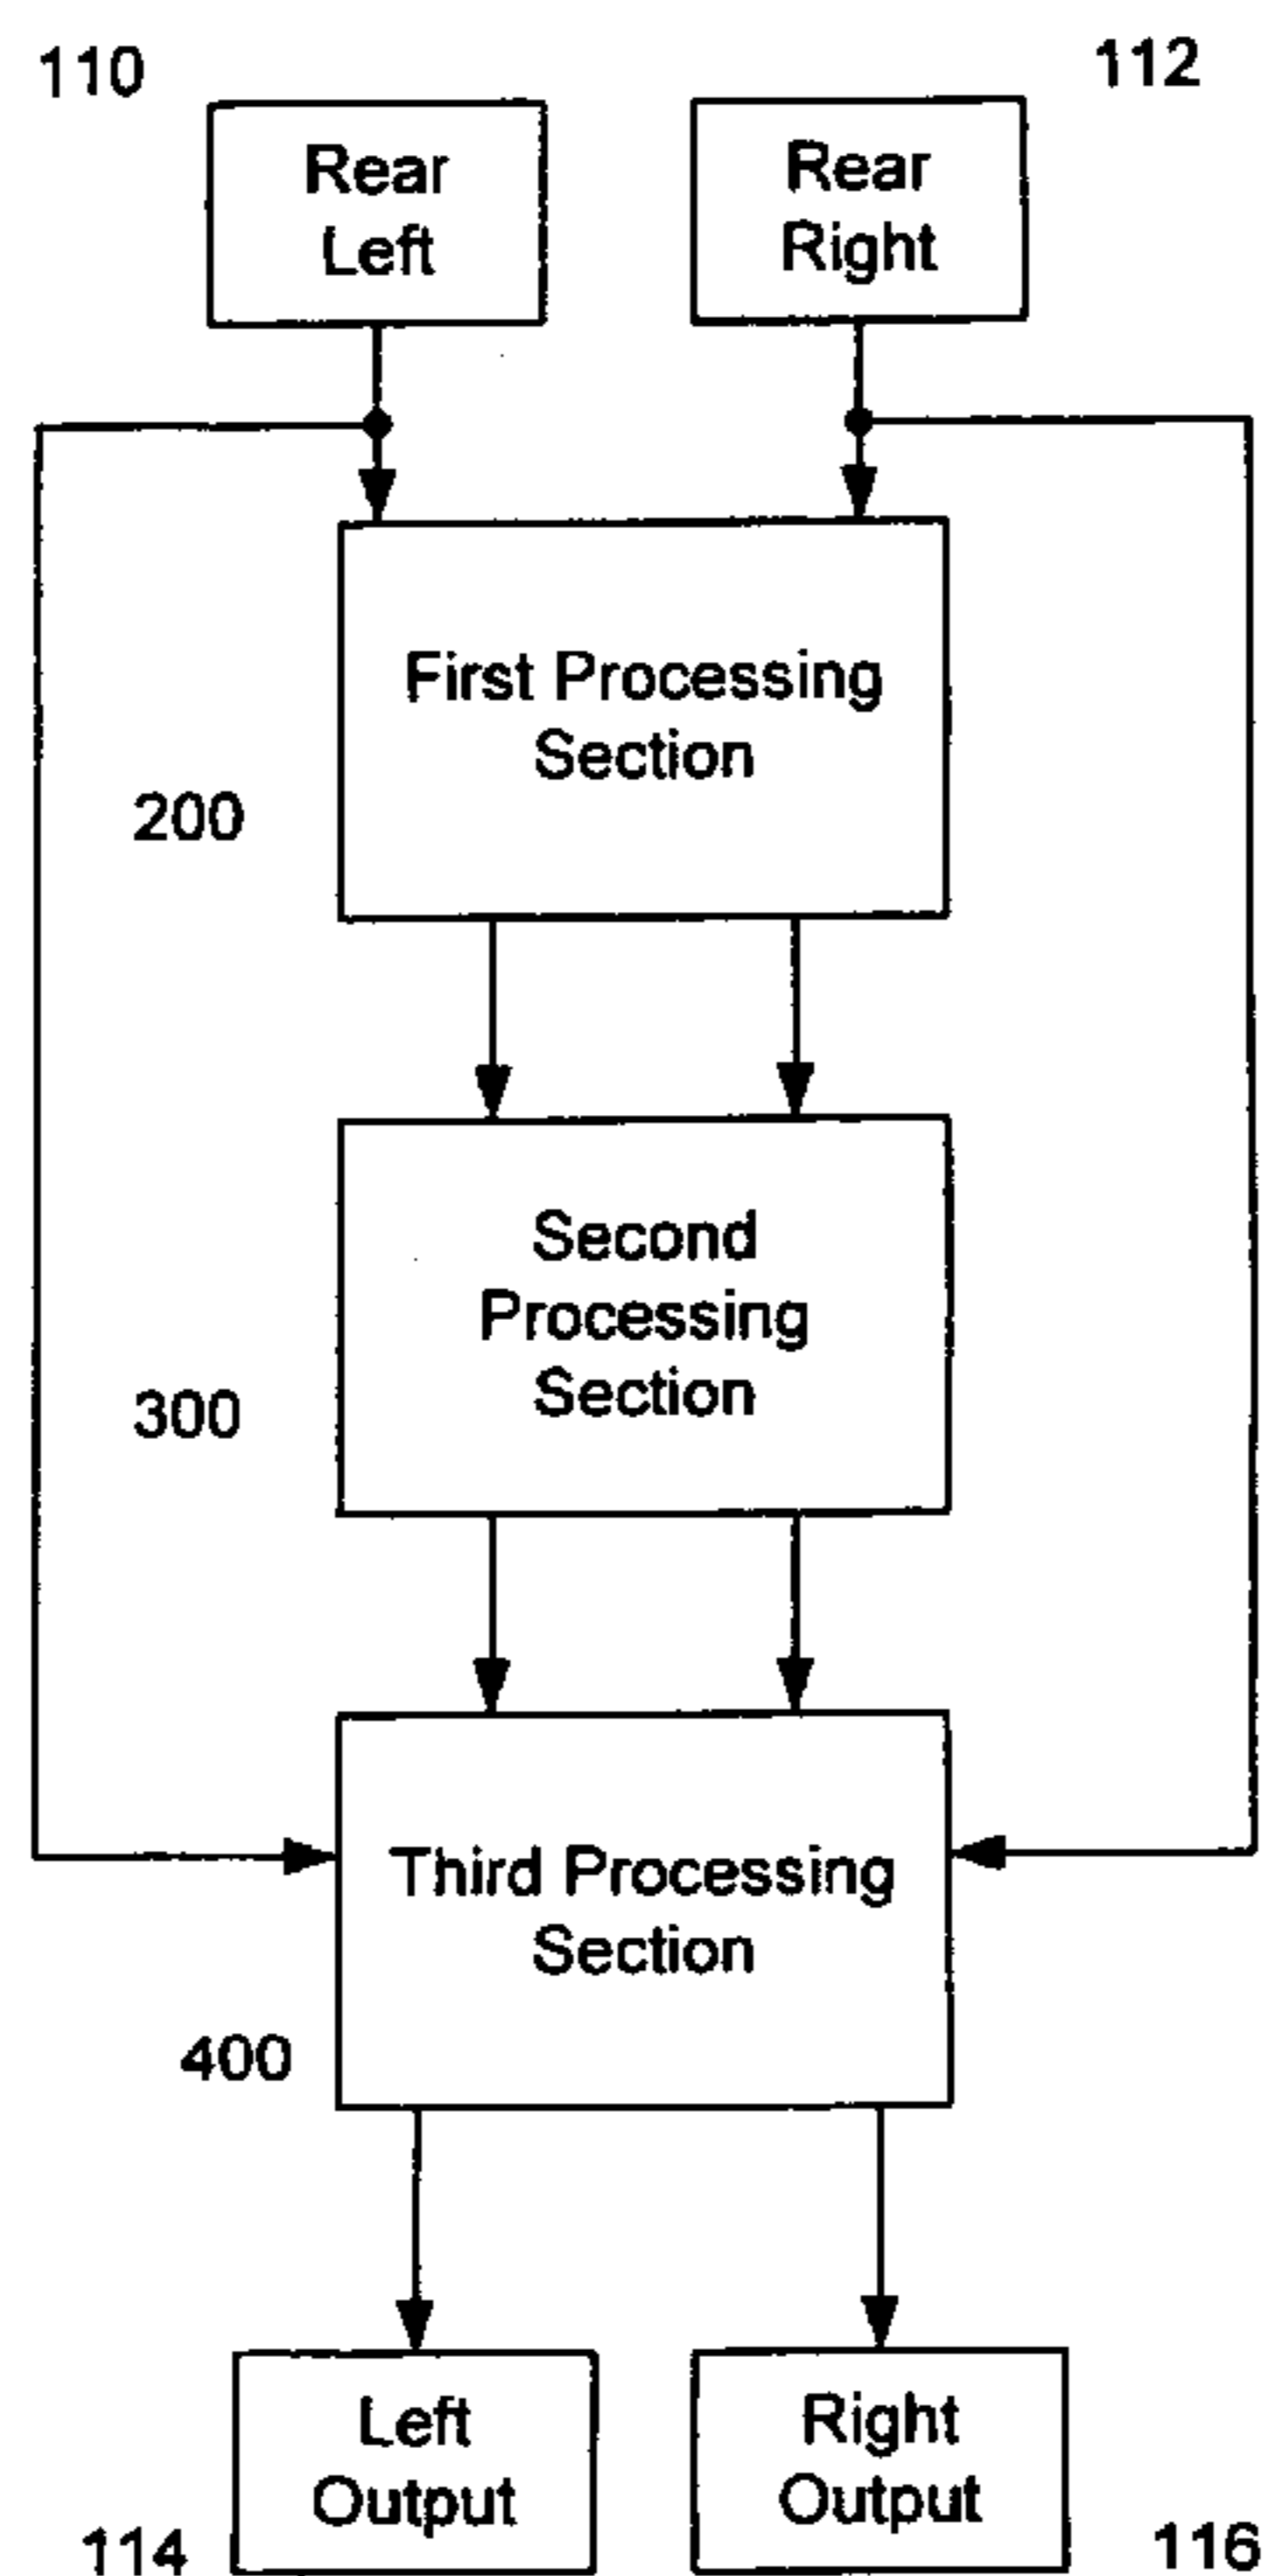 110
112
Rear
Left
Rear
Right
First Processing
Section
200
Second
Processing
Section
300
Third Processing
Section
400
Left
Output
Right
Output
114
116